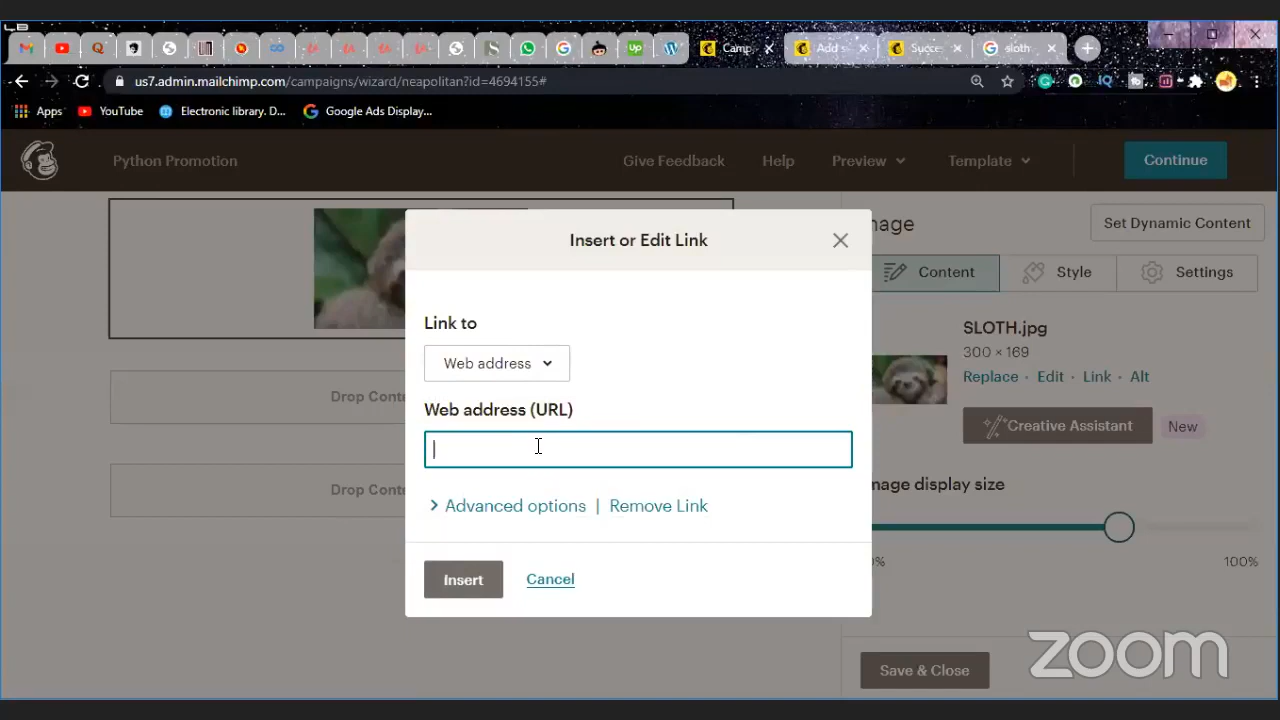 Camp
Add s
Succe
sloth
us7.admin.mailchimp.com/campaigns/wizard/neapolitan?id=4694155#
Apps
YouTube
Electronic library. D...
Google Ads Display...
Python Promotion
Give Feedback
Help
Preview
Template
Continue
Insert or Edit Link
Link to
Web address
Web address (URL)
Advanced options | Remove Link
Insert
Cancel
Drop Conte
Drop Conte
mage
Set Dynamic Content
Content
Style
Settings
SLOTH.jpg
300 × 169
Replace · Edit · Link · Alt
Creative Assistant
New
mage display size
%
100%
Save & Close
zoom